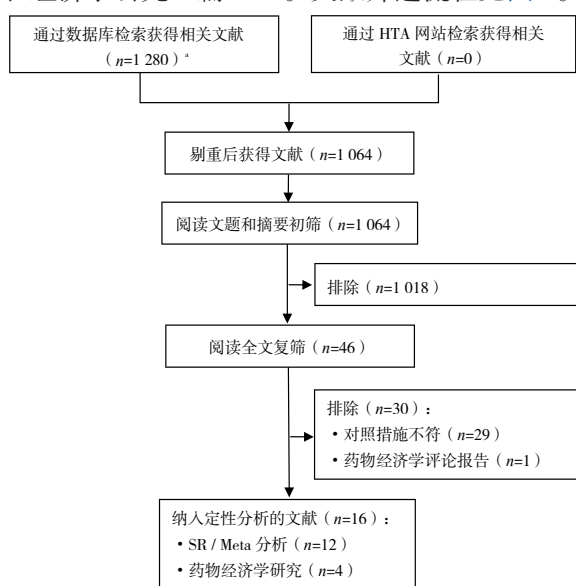 通过数据库检索获得相关文献
（n=1 280）a
通过 HTA 网站检索获得相关
文献（n=0）
剔重后获得文献（n=1 064）
阅读文题和摘要初筛（n=1 064）
排除（n=1 018）
阅读全文复筛（n=46）
排除（n=30）：
• 对照措施不符（n=29）
• 药物经济学评论报告（n=1）
纳入定性分析的文献（n=16）：
• SR / Meta 分析（n=12）
• 药物经济学研究（n=4）